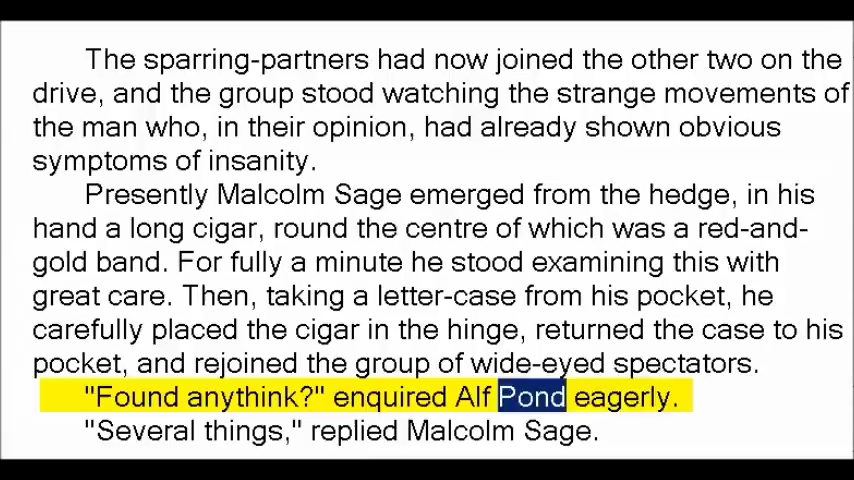 The sparring-partners had now joined the other two on the
drive, and the group stood watching the strange movements of
the man who, in their opinion, had already shown obvious
symptoms of insanity.
Presently Malcolm Sage emerged from the hedge, in his
hand a long cigar, round the centre of which was a red-and-
gold band. For fully a minute he stood examining this with
great care. Then, taking a letter-case from his pocket, he
carefully placed the cigar in the hinge, returned the case to his
pocket, and rejoined the group of wide-eyed spectators.
"Found anythink?" enquired Alf Pond eagerly.
"Several things," replied Malcolm Sage.